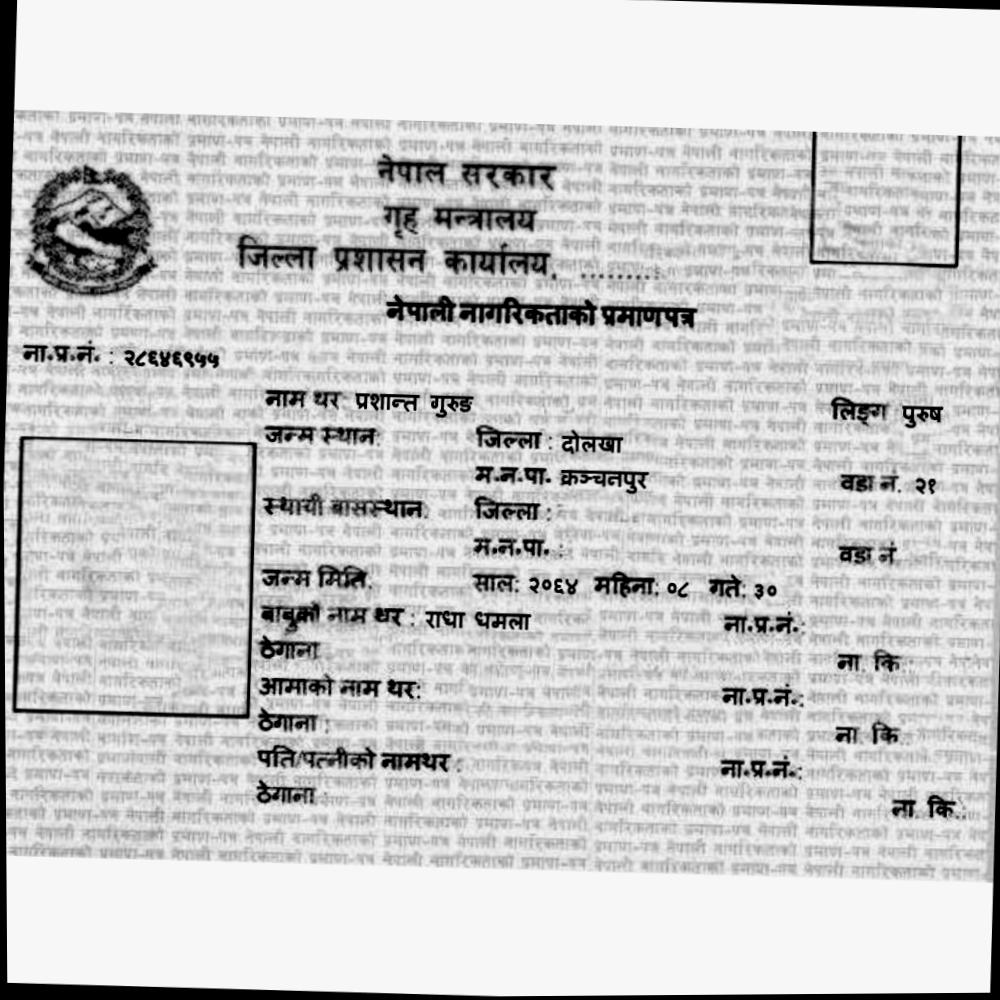 नेपाल सरकार
गृह मन्त्रालय
जिल्ला प्रशासन कार्यालय, ...........
नेपाली नागरिकताको प्रमाणपत्र
ना.प्र.नं. : २८६४६९५५
नाम थर: प्रशान्त गुरुङ लिङ्ग पुरुष
जन्म स्थान: जिल्ला : दोलखा
म.न.पा. क्रञ्चनपुर वडा नं. २१
स्थायी बासस्थान: जिल्ला :
म.न.पा. : वडा नं
जन्म मिति: साल: २०६४ महिना: ०८ गते: ३०
बाबुको नाम थर : राधा धमला ना.प्र.नं.:
ठेगाना ना. कि.:
आमाको नाम थर: ना.प्र.नं.:
ठेगाना : ना. कि.:
पति/पत्नीको नामथर : ना.प्र.नं.:
ठेगाना ना. कि.: